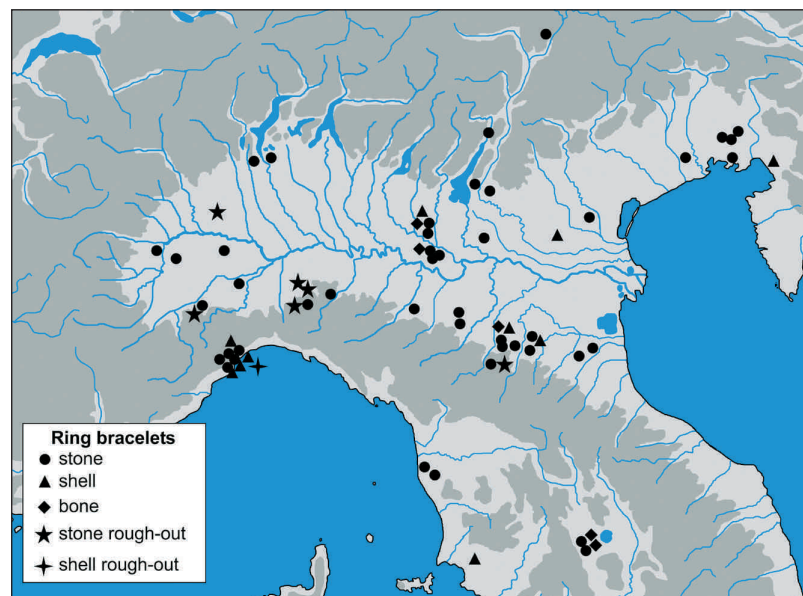 Ring bracelets
stone
shell
bone
stone rough-out
shell rough-out